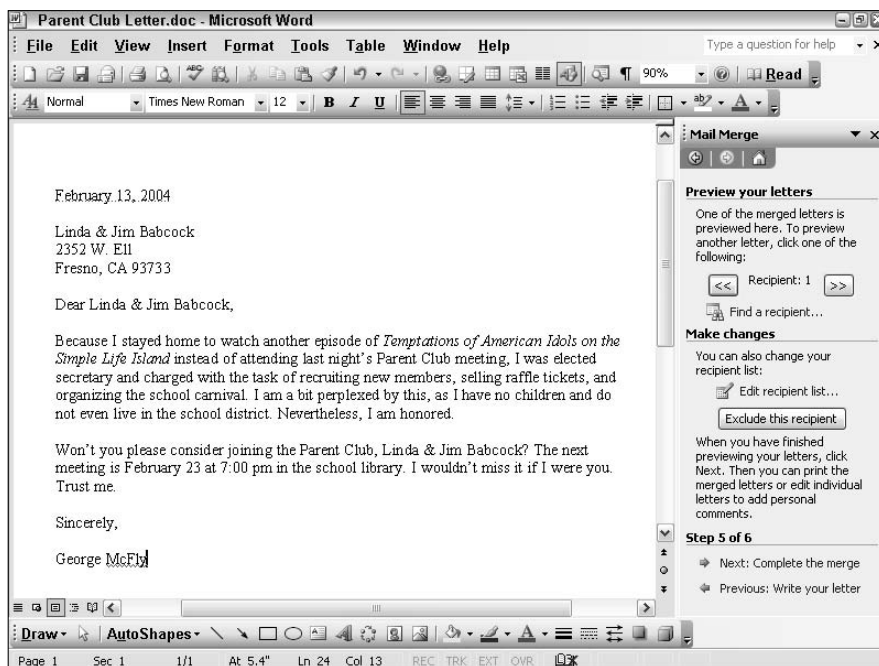 Parent Club Letter.doc - Microsoft Word
File Edit View Insert Format Tools Table Window Help
Type a question for help
90%
Read
Normal
Times New Roman
12
B I U
Mail Merge
February 13, 2004
Linda & Jim Babcock
2352 W. Ell
Fresno, CA 93733
Dear Linda & Jim Babcock,
Because I stayed home to watch another episode of Temptations of American Idols on the
Simple Life Island instead of attending last night's Parent Club meeting, I was elected
secretary and charged with the task of recruiting new members, selling raffle tickets, and
organizing the school carnival. I am a bit perplexed by this, as I have no children and do
not even live in the school district. Nevertheless, I am honored.
Won't you please consider joining the Parent Club, Linda & Jim Babcock? The next
meeting is February 23 at 7:00 pm in the school library. I wouldn't miss it if I were you.
Trust me.
Sincerely,
George McFly
Preview your letters
One of the merged letters is
previewed here. To preview
another letter, click one of the
following:
<< Recipient: 1 >>
Find a recipient...
Make changes
You can also change your
recipient list:
Edit recipient list...
Exclude this recipient
When you have finished
previewing your letters, click
Next. Then you can print the
merged letters or edit individual
letters to add personal
comments.
Step 5 of 6
Next: Complete the merge
Previous: Write your letter
Draw AutoShapes
Page 1 Sec 1 1/1 At 5.4" Ln 24 Col 13 REC TRK EXT OVR